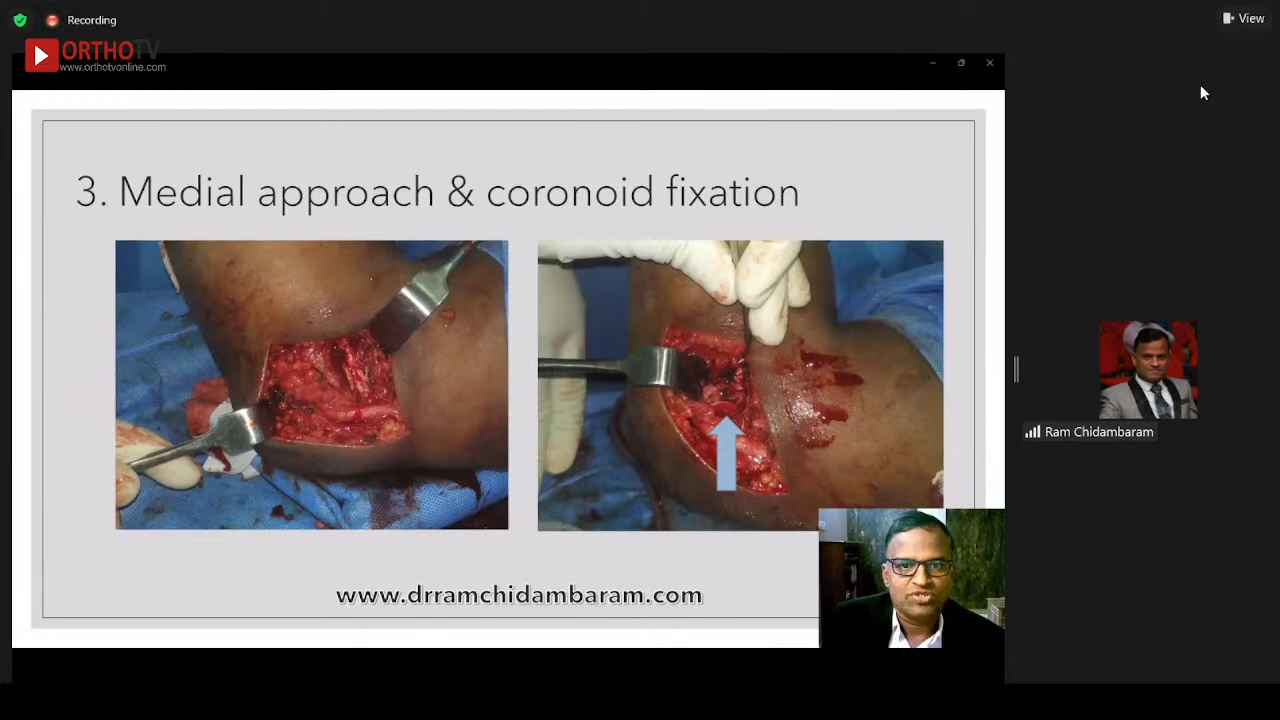 Recording
View
ORTHOTV
www.orthotvonline.com
3. Medial approach & coronoid fixation
Ram Chidambaram
www.drramchidambaram.com